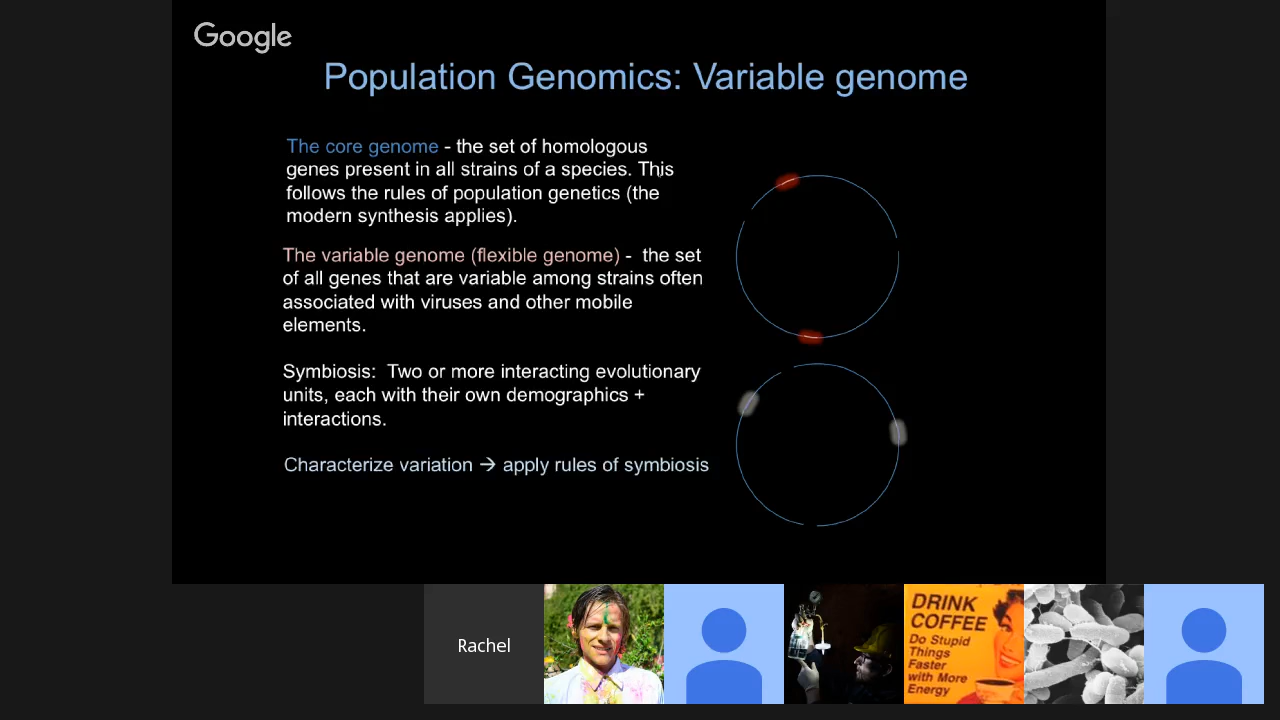 Google
Population Genomics: Variable genome
The core genome - the set of homologous
genes present in all strains of a species. This
follows the rules of population genetics (the
modern synthesis applies).
The variable genome (flexible genome) - the set
of all genes that are variable among strains often
associated with viruses and other mobile
elements.
Symbiosis: Two or more interacting evolutionary
units, each with their own demographics +
interactions.
Characterize variation → apply rules of symbiosis
Rachel
DRINK
COFFEE
Do Stupid
Things
Faster
with More
Energy